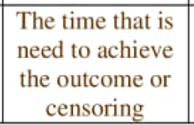 The time that is
need to achieve
the outcome or
censoring